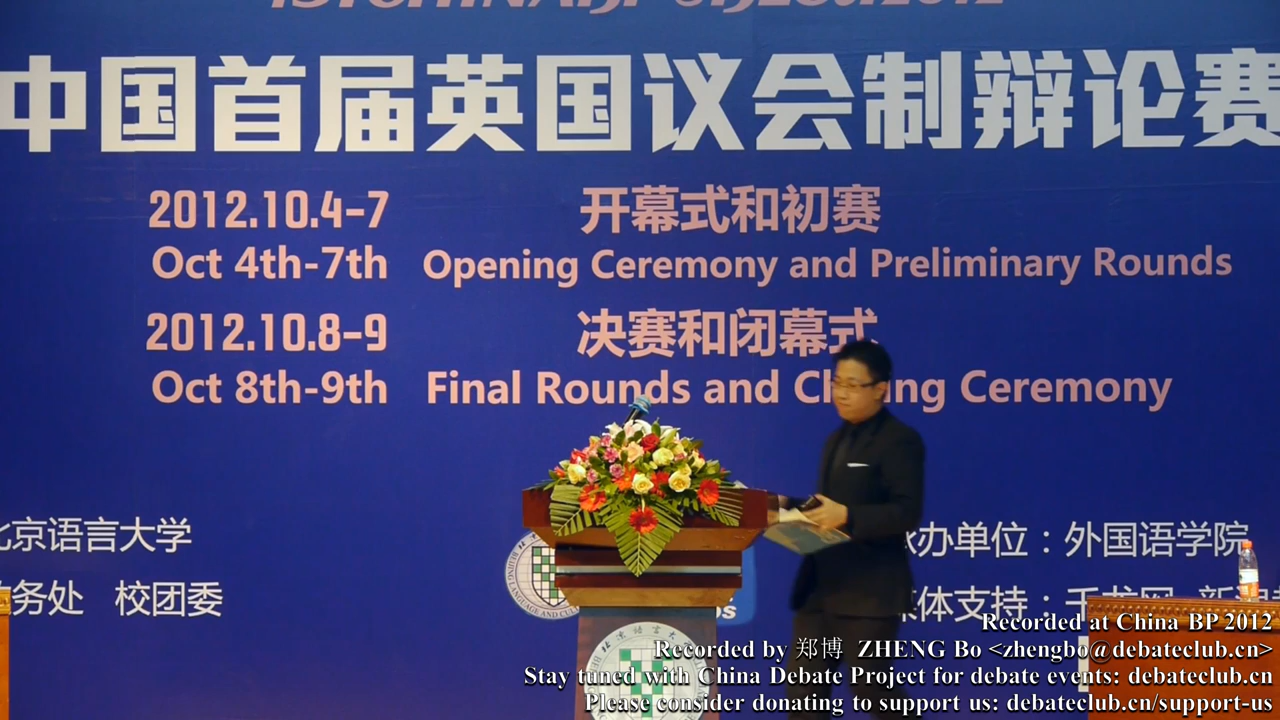 中国首届英国议会制辩论赛
2012.10.4-7 开幕式和初赛
Oct 4th-7th Opening Ceremony and Preliminary Rounds
2012.10.8-9 决赛和闭幕式
Oct 8th-9th Final Rounds and Ceremony
北京语言大学
务处 校团委
办单位：外国语学院
体支持：
Recorded at China BP 2012
Recorded by 郑博 ZHENG Bo <zhengbo@debateclub.cn>
Stay tuned with China Debate Project for debate events: debateclub.cn
Please consider donating to support us: debateclub.cn/support-us